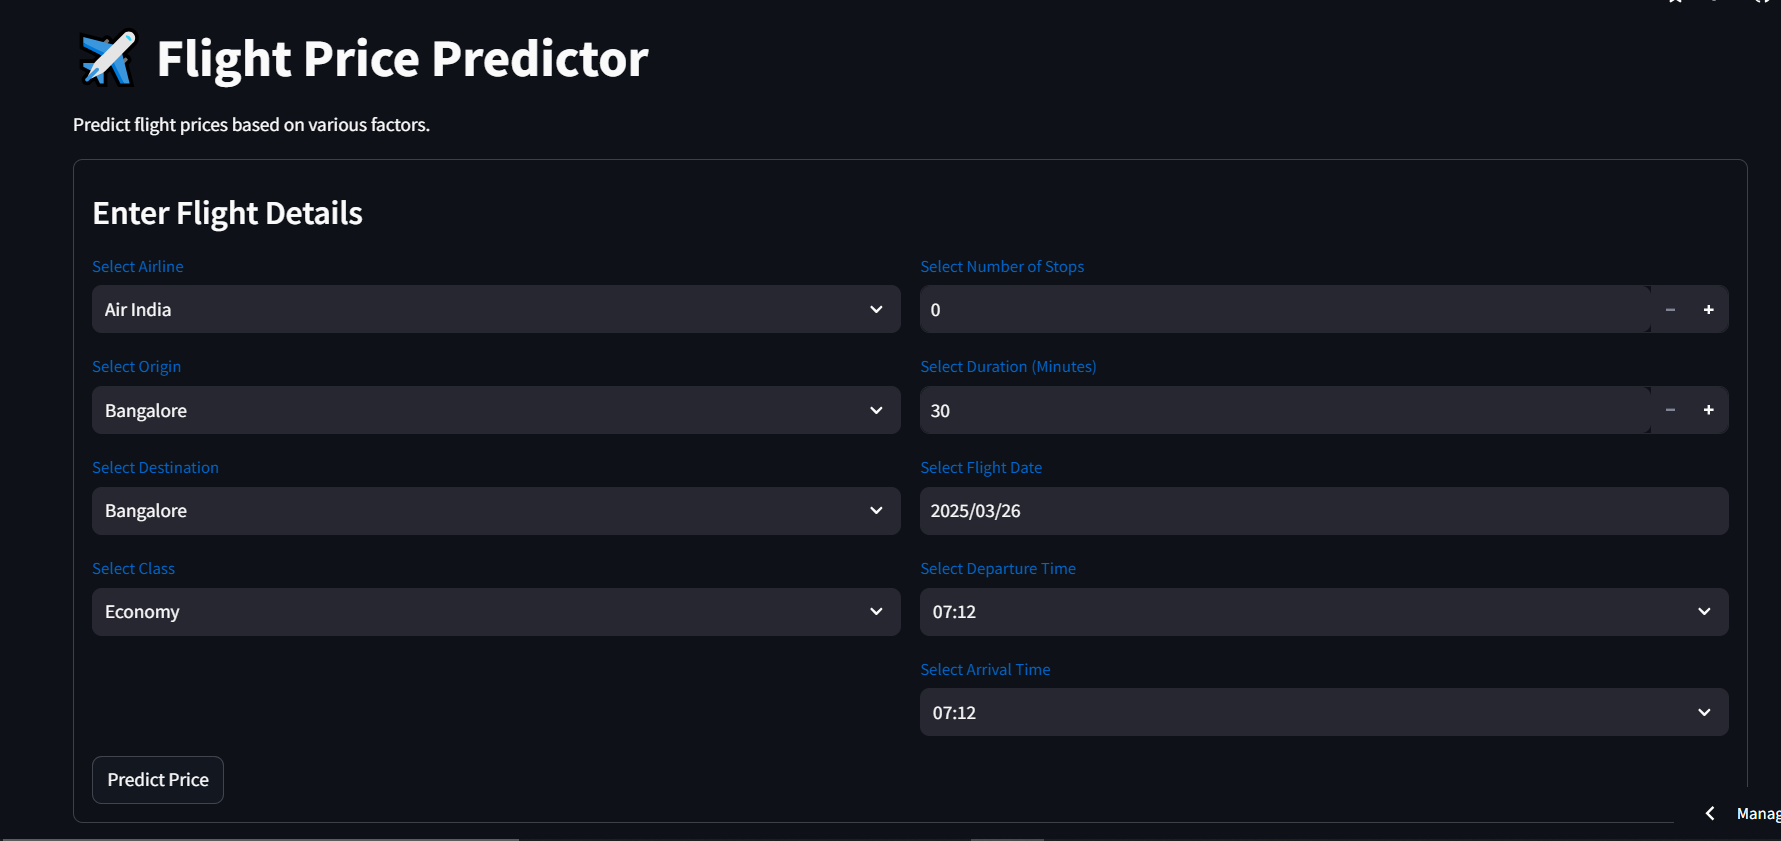 Flight Price Predictor
Predict flight prices based on various factors.
Enter Flight Details
Select Airline
Air India
Select Origin
Bangalore
Select Destination
Bangalore
Select Class
Economy
Select Number of Stops
0
Select Duration (Minutes)
30
Select Flight Date
2025/03/26
Select Departure Time
07:12
Select Arrival Time
07:12
Predict Price
Manag